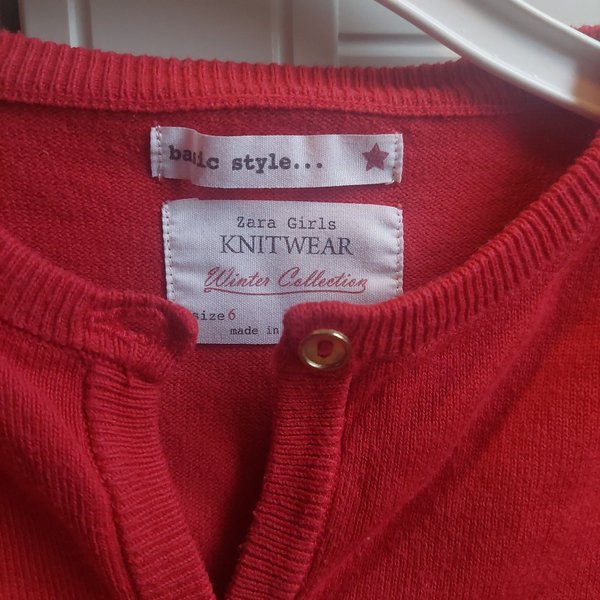 basic style...
Zara Girls
KNITWEAR
Winter Collection
size 6
made in